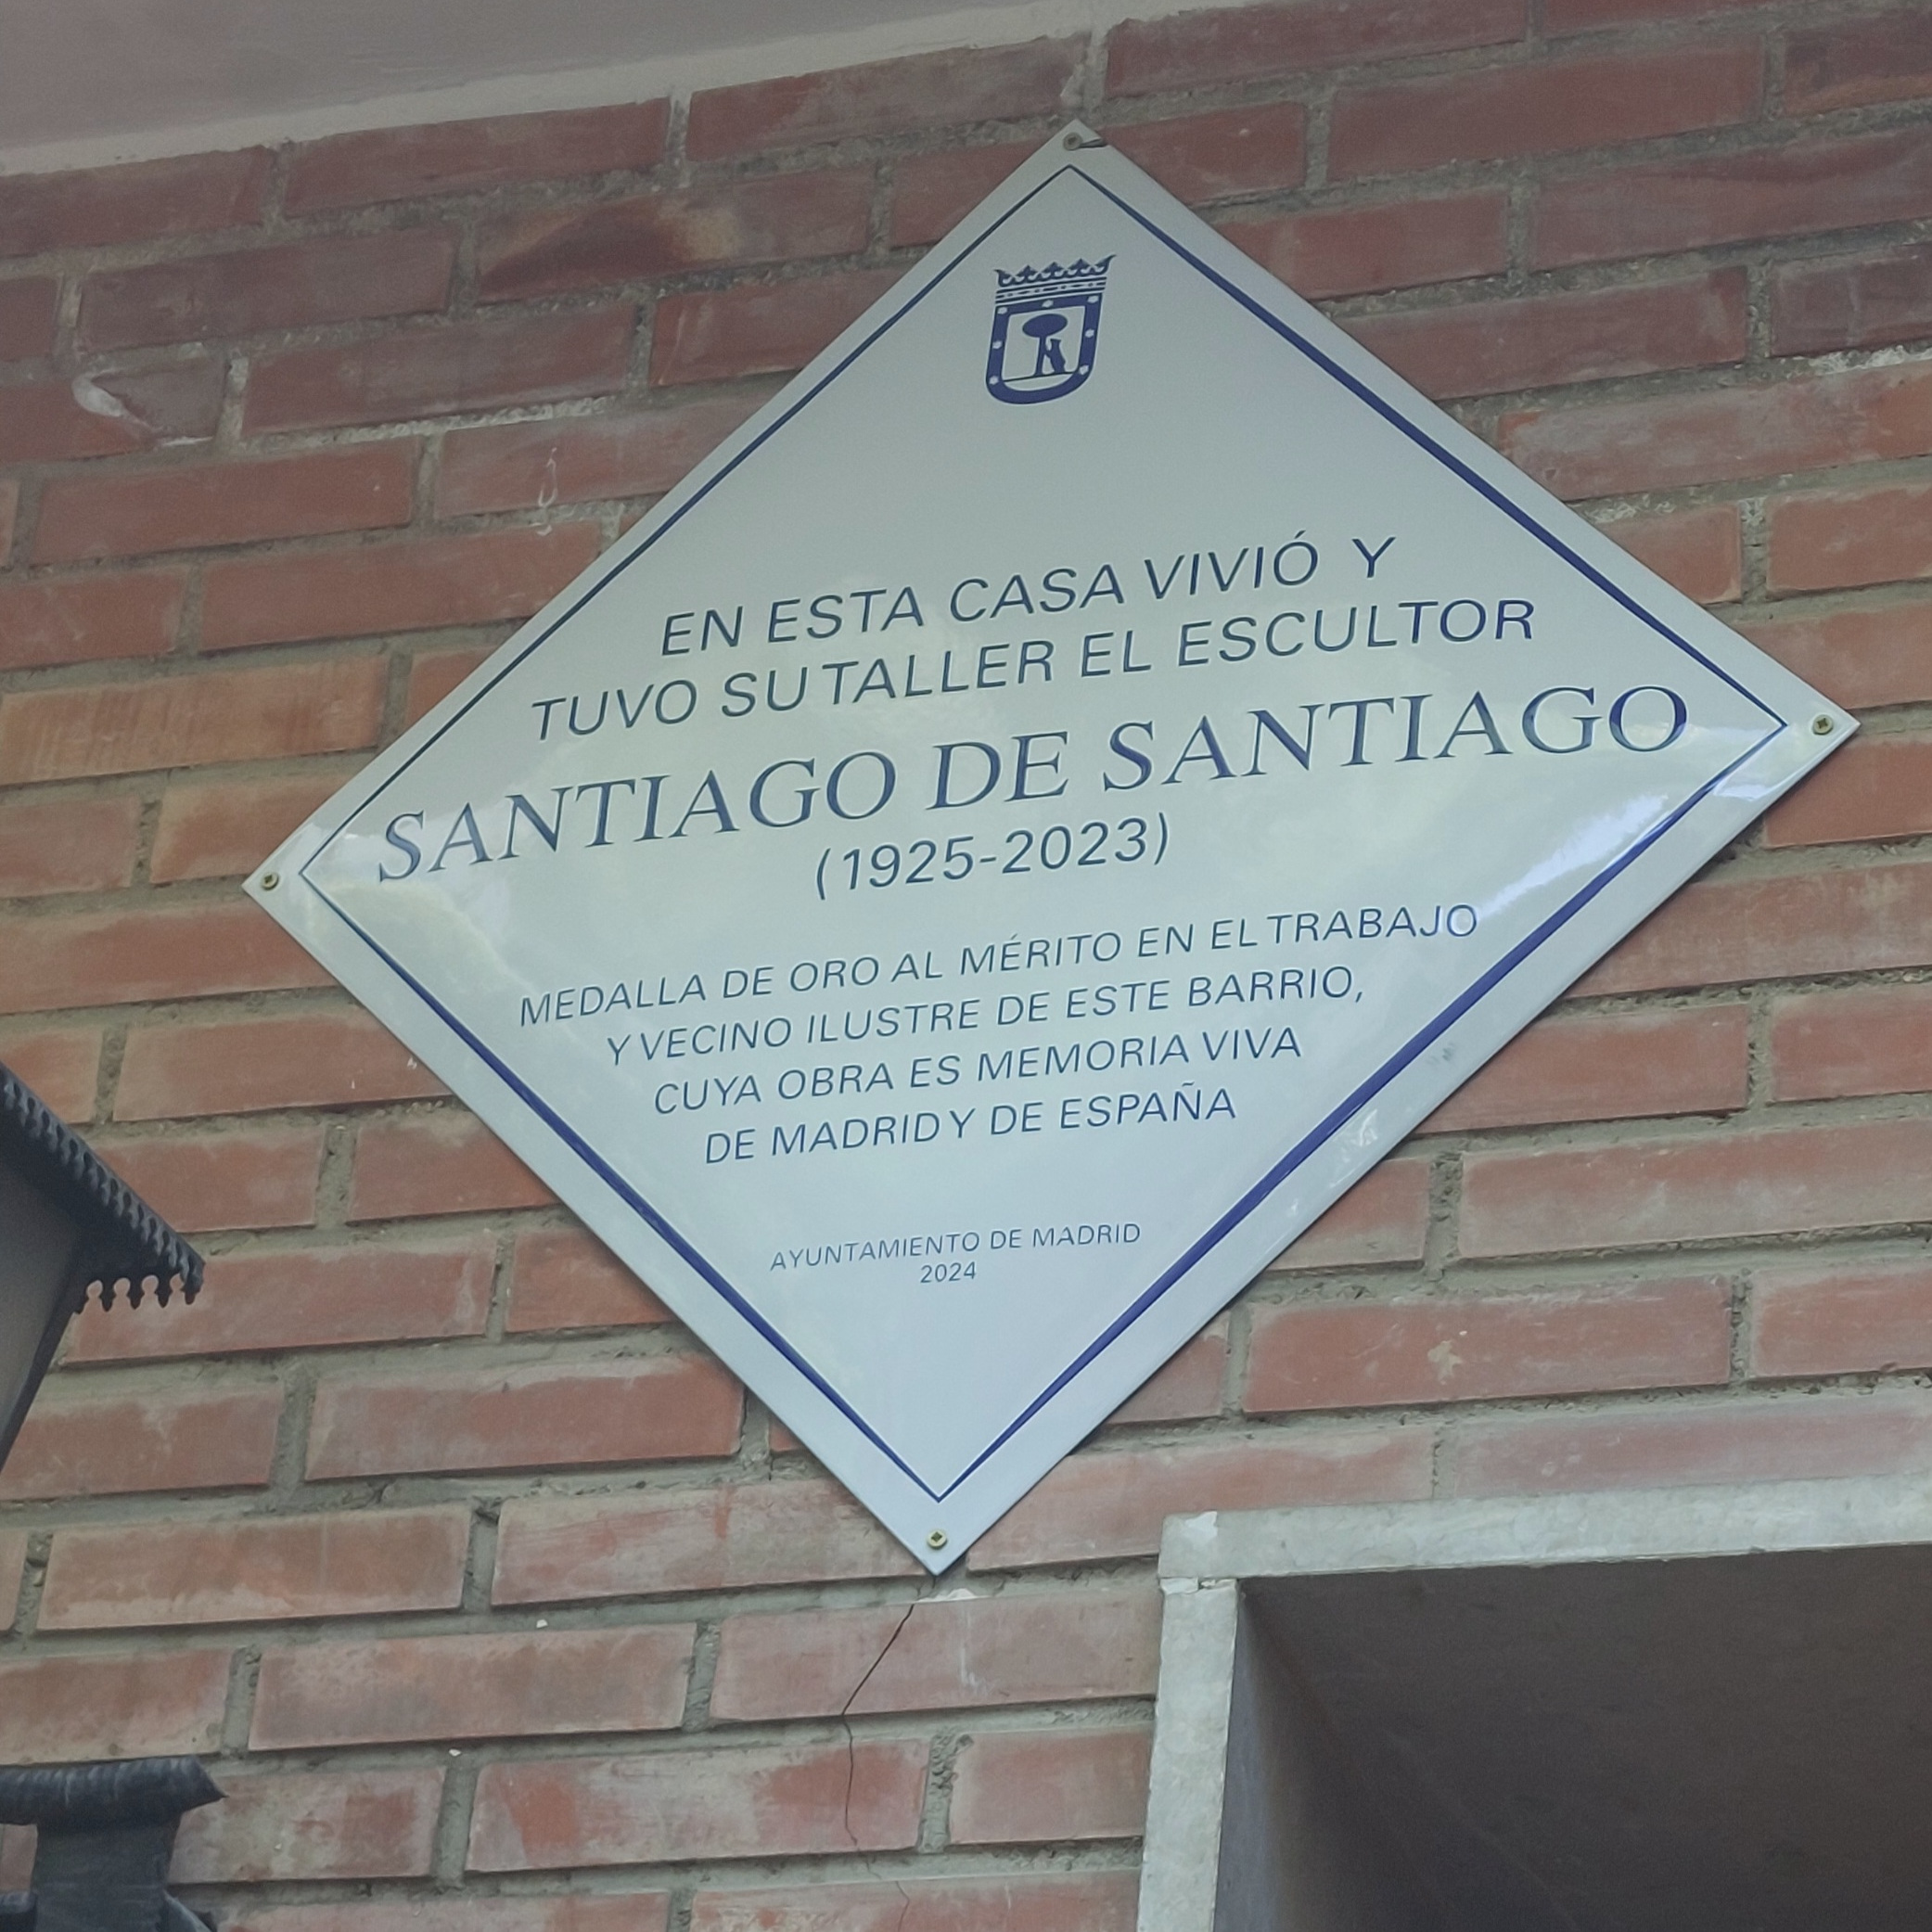 EN ESTA CASA VIVIÓ Y
TUVO SU TALLER EL ESCULTOR
SANTIAGO DE SANTIAGO
(1925-2023)
MEDALLA DE ORO AL MÉRITO EN EL TRABAJO
Y VECINO ILUSTRE DE ESTE BARRIO,
CUYA OBRA ES MEMORIA VIVA
DE MADRID Y DE ESPAÑA
AYUNTAMIENTO DE MADRID
2024